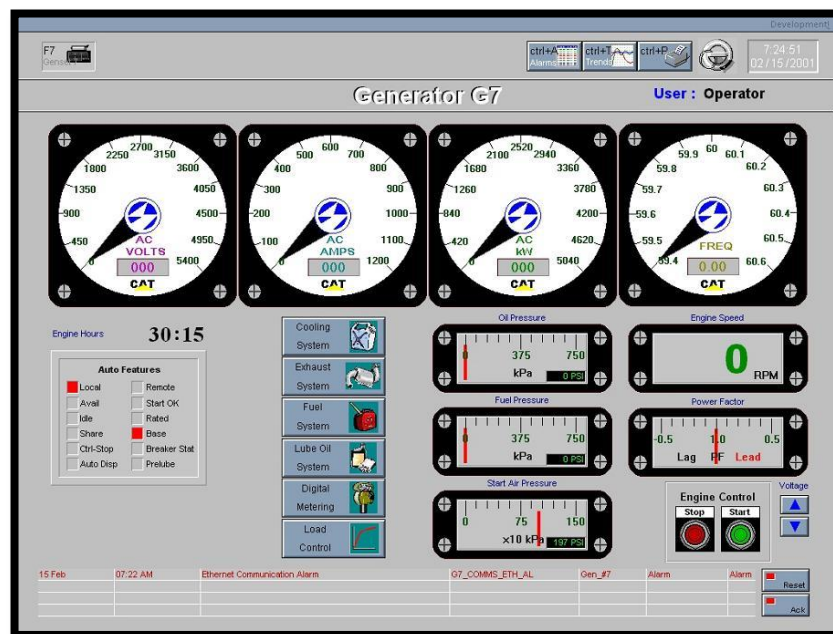 Development
F7
Genset
ctrl+A
Alarms
ctrl+T
Trends
ctrl+P
7:24:51
02/15/2001
Generator G7
User : Operator
0 450 900 1350 1800 2250 2700 3150 3600 4050 4500 4950 5400
AC
VOLTS
000
CAT
0 100 200 300 400 500 600 700 800 900 1000 1100 1200
AC
AMPS
000
CAT
0 420 840 1260 1680 2100 2520 2940 3360 3780 4200 4620 5040
AC
kW
000
CAT
59.4 59.5 59.6 59.7 59.8 59.9 60 60.1 60.2 60.3 60.4 60.5 60.6
FREQ
0.00
CAT
Engine Hours 30:15
Auto Features
Local Remote
Avail Start OK
Idle Rated
Share Base
Ctrl-Stop Breaker Stat
Auto Disp Prelube
Cooling
System
Exhaust
System
Fuel
System
Lube Oil
System
Digital
Metering
Load
Control
Oil Pressure
0 375 750
kPa 0 PSI
Fuel Pressure
0 375 750
kPa 0 PSI
Start Air Pressure
0 75 150
x10 kPa 197 PSI
Engine Speed
0
RPM
Power Factor
-0.5 1.0 0.5
Lag PF Lead
Engine Control
Stop Start
Voltage
15 Feb 07:22 AM Ethernet Communication Alarm G7_COMMS_ETH_AL Gen_#7 Alarm Alarm
Reset
Ack